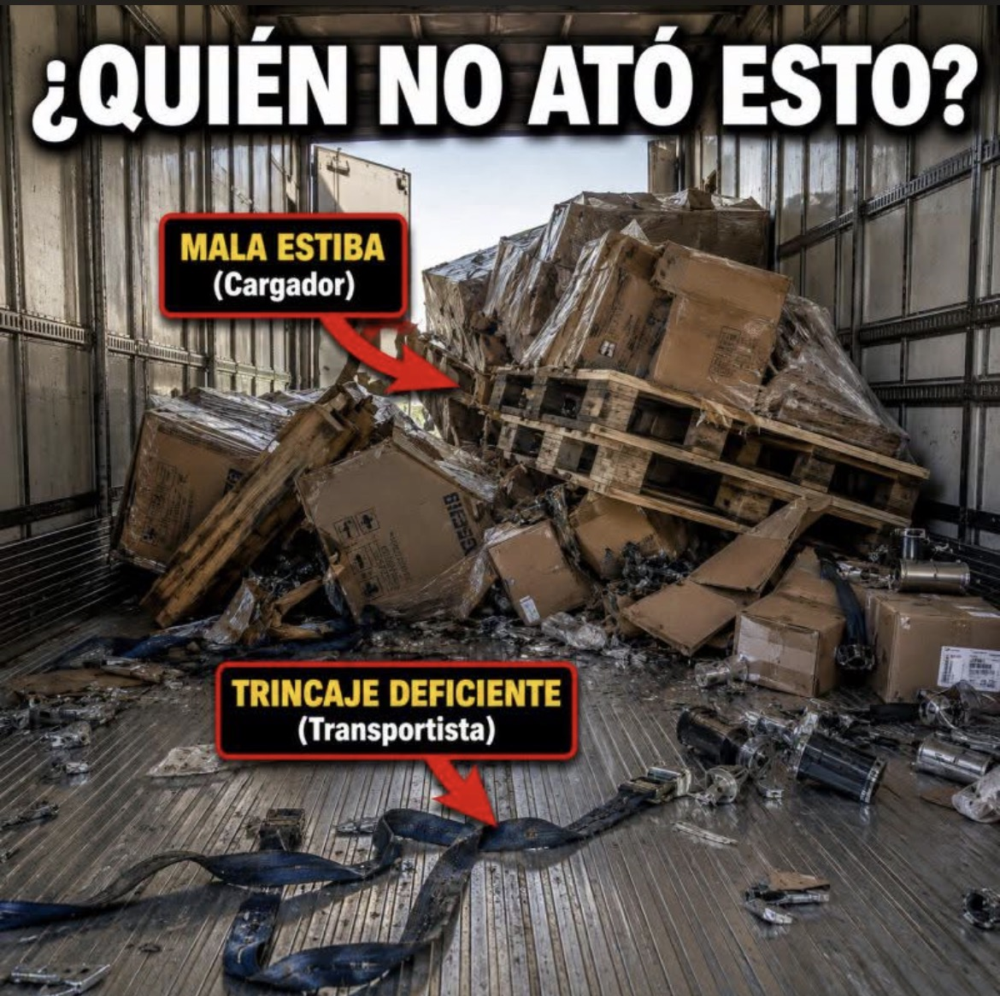 ¿QUIÉN NO ATÓ ESTO?
MALA ESTIBA
(Cargador)
TRINCAJE DEFICIENTE
(Transportista)